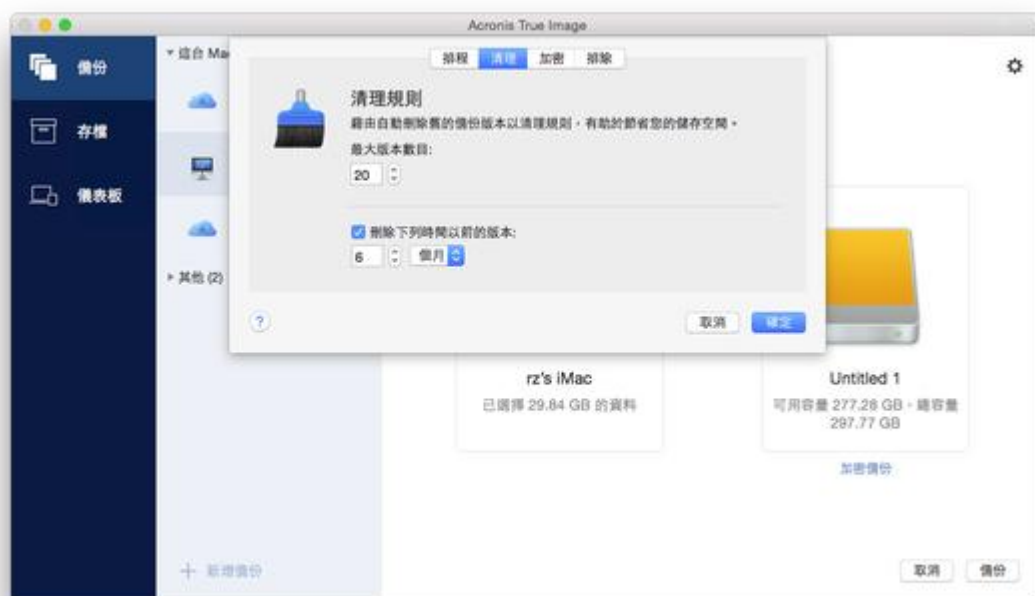 Acronis True Image
備份
存檔
儀表板
這台 Ma
其他 (2)
新增備份
排程
清理
加密
排除
清理規則
藉由自動刪除舊的備份版本以清理規則，有助於節省您的儲存空間。
最大版本數目:
20
刪除下列時間以前的版本:
6
個月
?
取消
確定
rz's iMac
已選擇 29.84 GB 的資料
Untitled 1
可用容量 277.28 GB，總容量
297.77 GB
加密備份
取消
備份